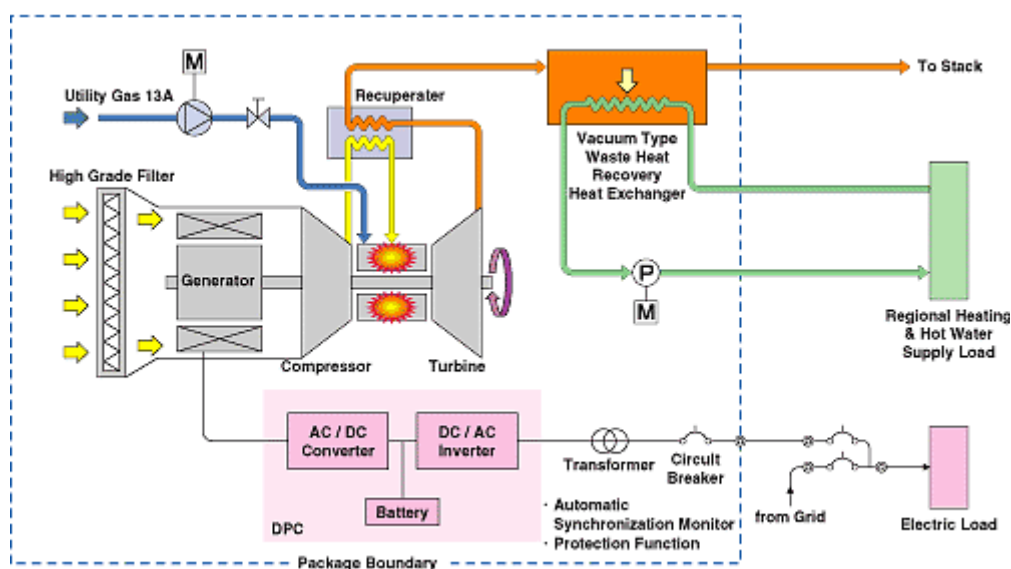 M
Utility Gas 13A
Recuperater
To Stack
High Grade Filter
Vacuum Type
Waste Heat
Recovery
Heat Exchanger
Generator
P
M
Compressor
Turbine
Regional Heating
& Hot Water
Supply Load
AC / DC
Converter
DC / AC
Inverter
Transformer
Circuit
Breaker
Battery
DPC
・ Automatic
Synchronization Monitor
・ Protection Function
from Grid
Electric Load
Package Boundary